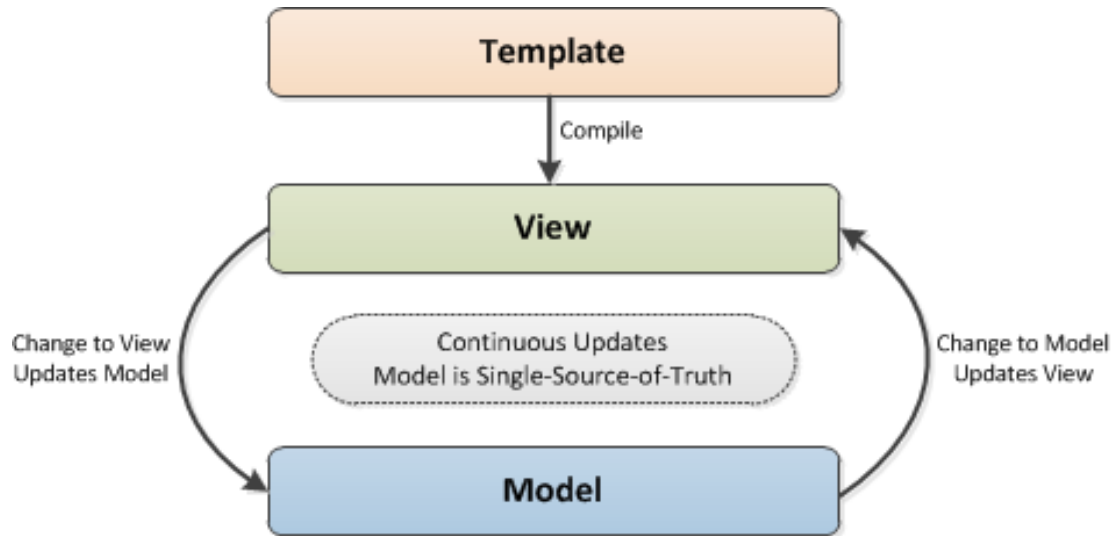 Template
Compile
View
Change to View
Updates Model
Continuous Updates
Model is Single-Source-of-Truth
Change to Model
Updates View
Model